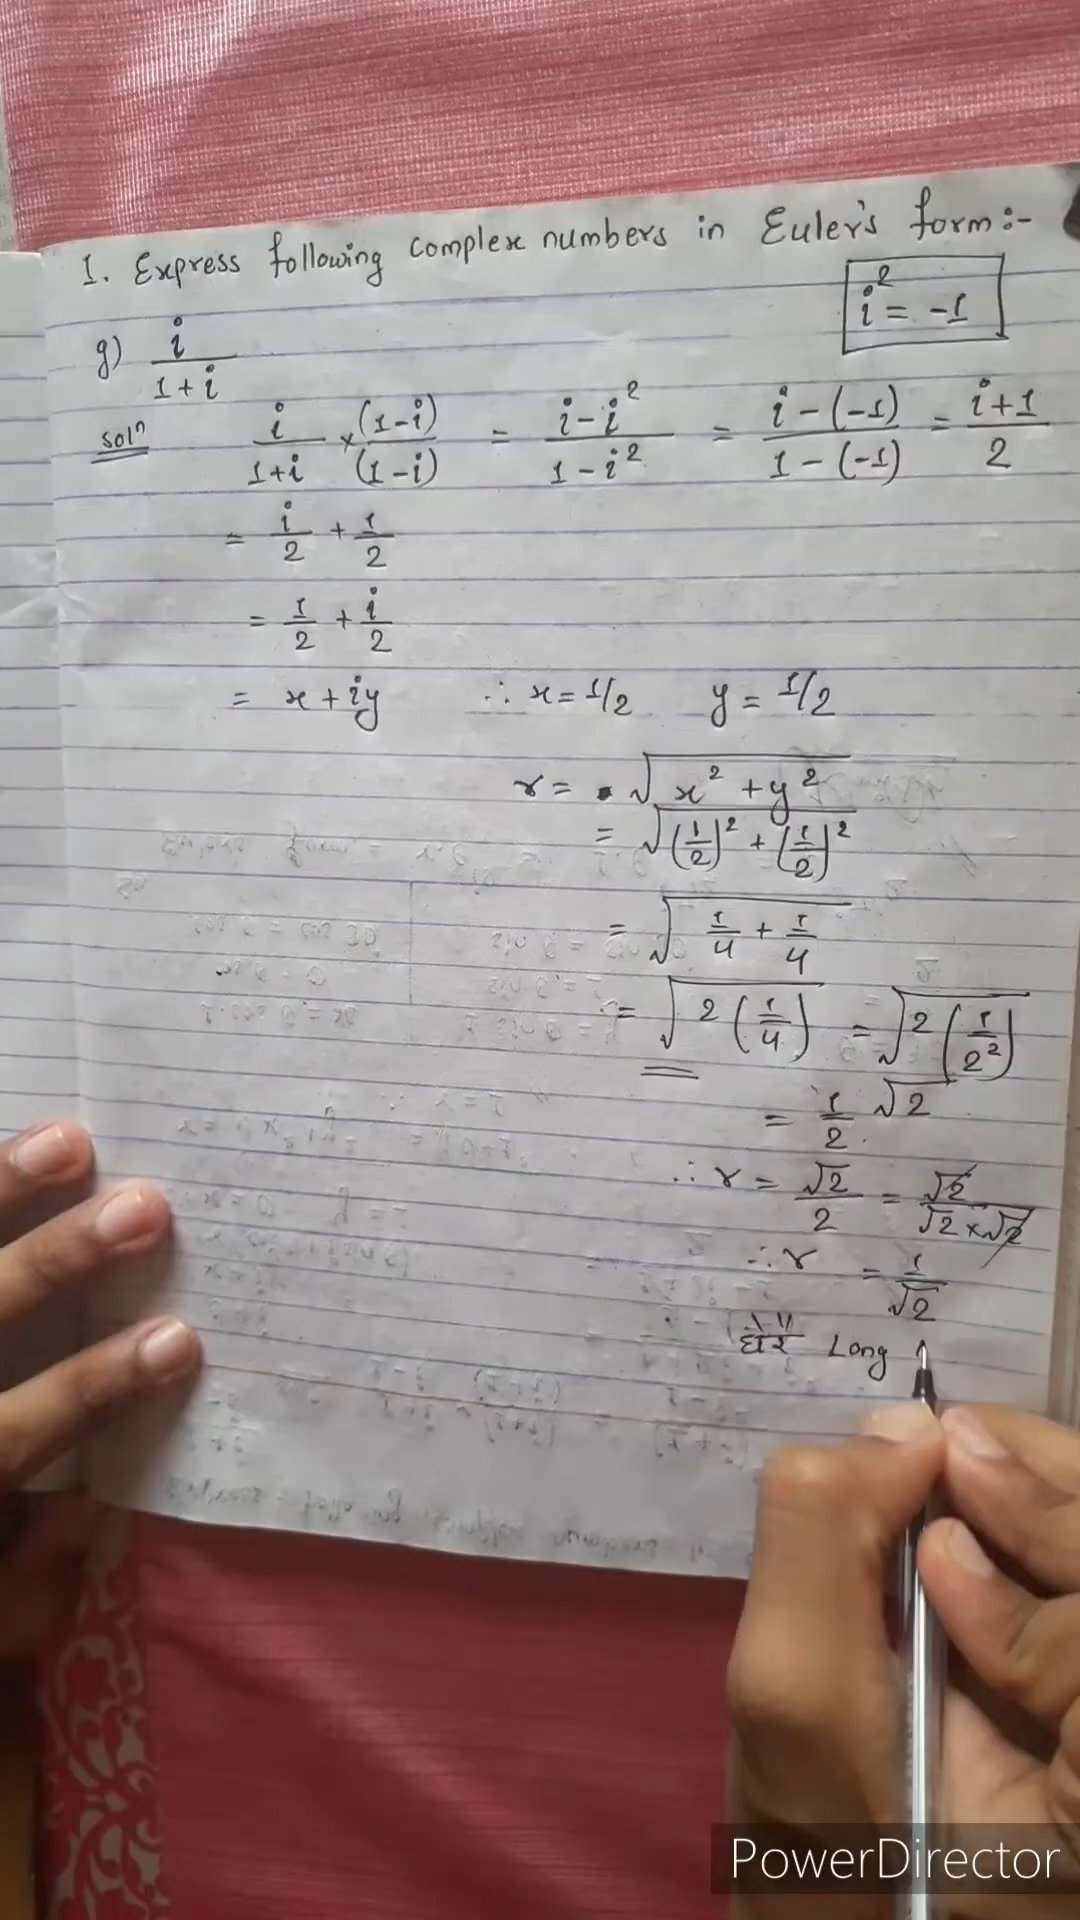 1. Express following complex numbers in Euler's form:-
i² = -1
g) i/(1+i)
solⁿ i/(1+i) × (1-i)/(1-i) = (i-i²)/(1-i²) = (i-(-1))/(1-(-1)) = (i+1)/2
= i/2 + 1/2
= 1/2 + i/2
= x+iy ∴ x = 1/2 y = 1/2
r = √(x² + y²)
= √((1/2)² + (1/2)²)
= √(1/4 + 1/4)
= √(2(1/4)) = √(2(1/2²))
= 1/2 √2
∴ r = √2/2 = √2/(√2×√2)
∴ r = 1/√2
Long
PowerDirector